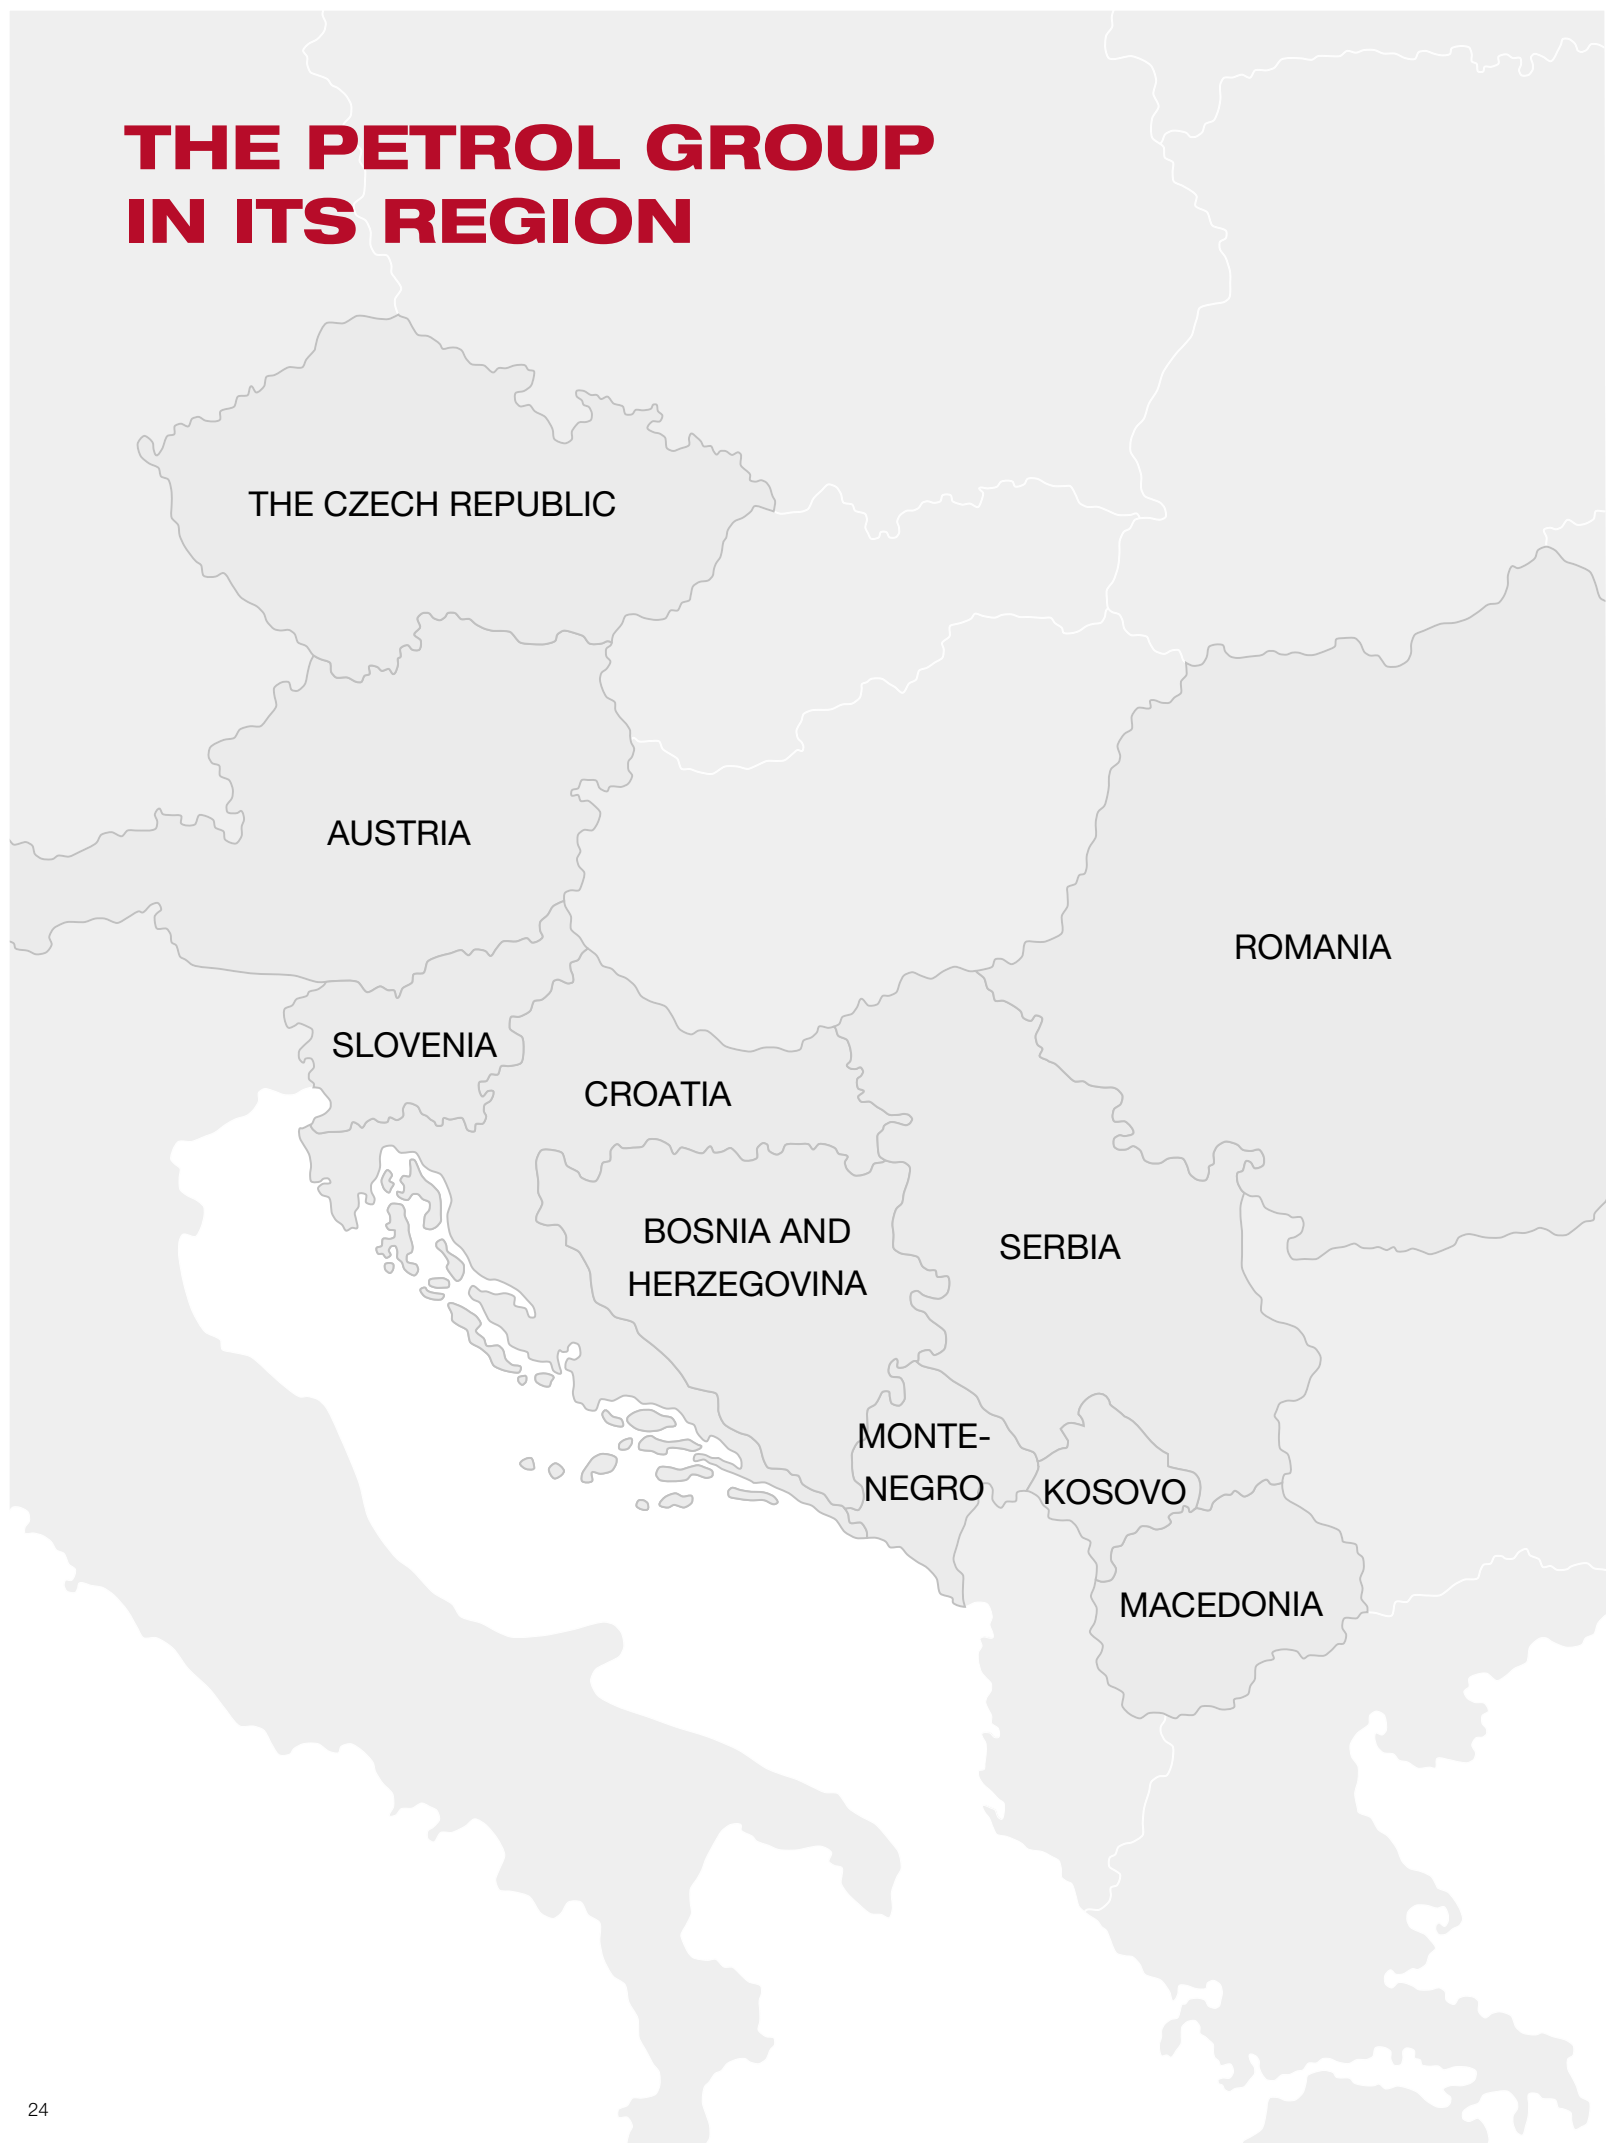 THE PETROL GROUP
IN ITS REGION
THE CZECH REPUBLIC
AUSTRIA
ROMANIA
SLOVENIA
CROATIA
BOSNIA AND
HERZEGOVINA
SERBIA
MONTE-
NEGRO
KOSOVO
MACEDONIA
24